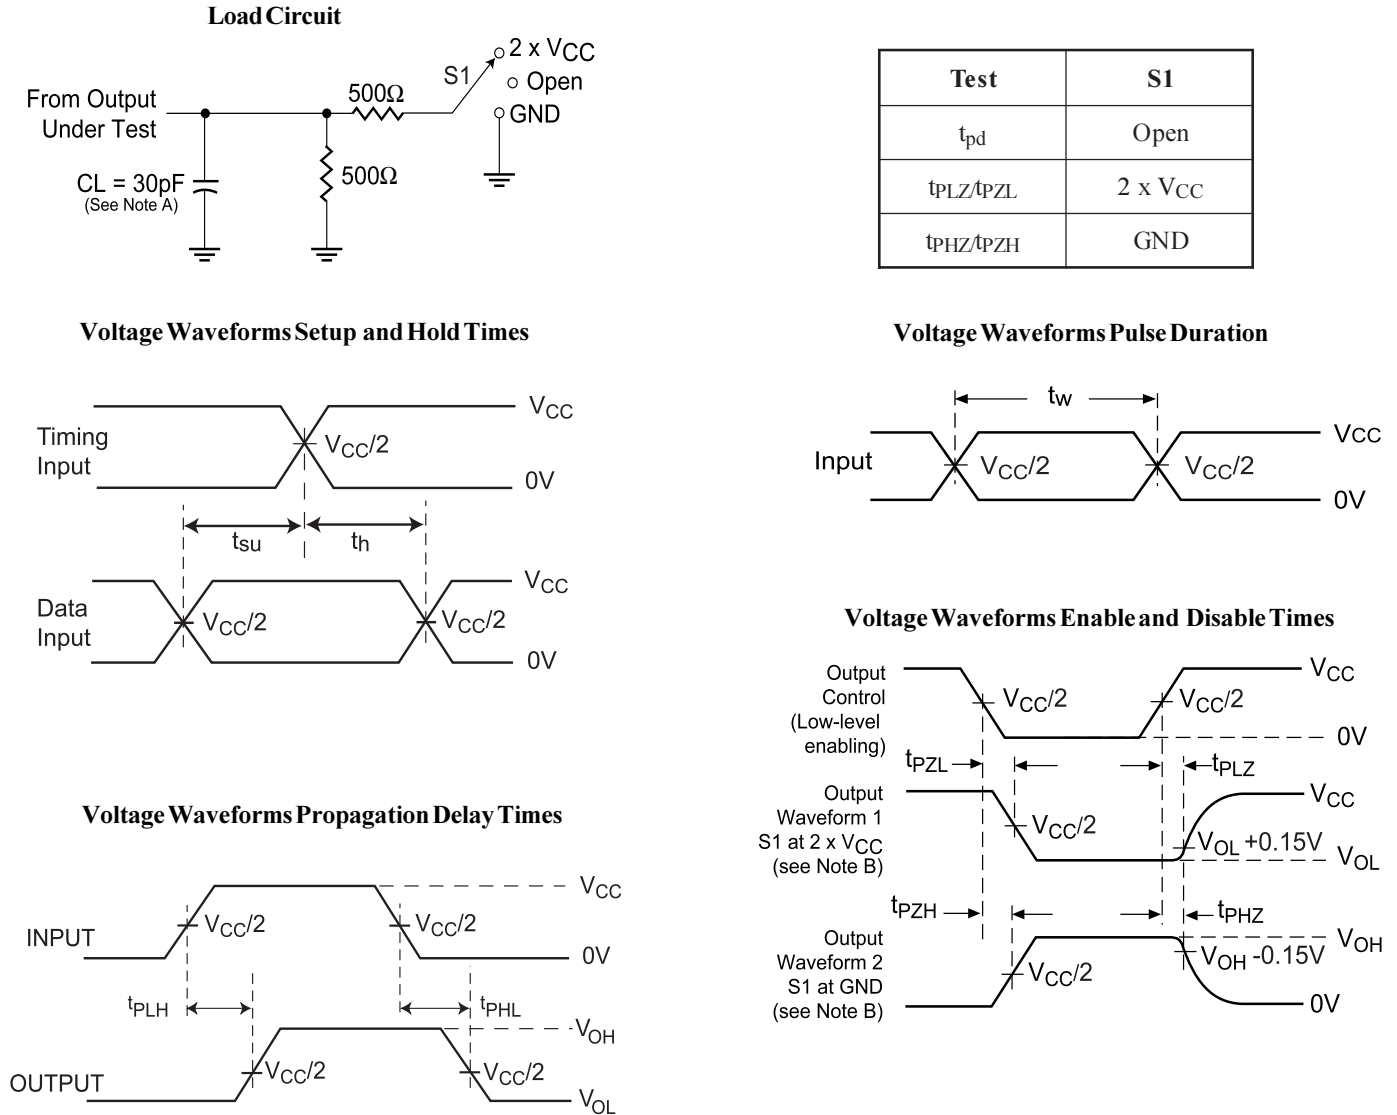 Load Circuit
2 x VCC
S1
Open
500Ω
GND
From Output
Under Test
500Ω
CL = 30pF
(See Note A)
Test S1
tpd Open
tPLZ/tPZL 2 x VCC
tPHZ/tPZH GND
Voltage Waveforms Setup and Hold Times
VCC
Timing
Input
VCC/2
0V
tsu th
VCC
Data
Input
VCC/2 VCC/2
0V
Voltage Waveforms Pulse Duration
tw
VCC
Input VCC/2 VCC/2
0V
Voltage Waveforms Propagation Delay Times
VCC
VCC/2 VCC/2
INPUT
0V
tPLH tPHL
VOH
VCC/2 VCC/2
OUTPUT
VOL
Voltage Waveforms Enable and Disable Times
Output
Control
(Low-level
enabling)
VCC
VCC/2 VCC/2
0V
tPZL tPLZ
Output
Waveform 1
S1 at 2 x VCC
(see Note B)
VCC
VCC/2
VOL +0.15V
VOL
tPZH tPHZ
Output
Waveform 2
S1 at GND
(see Note B)
VOH
VOH -0.15V
VCC/2
0V